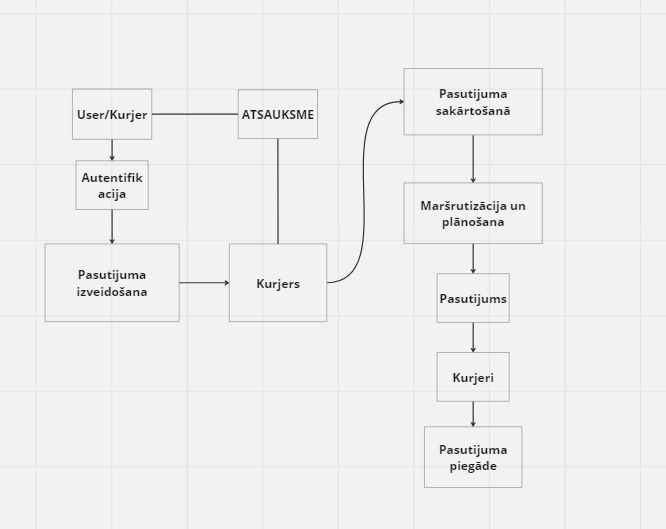 User/Kurjer
ATSAUKSME
Autentifik
acija
Pasutijuma
izveidošana
Kurjers
Pasutijuma
sakārtošanā
Maršrutizācija un
plānošana
Pasutijums
Kurjeri
Pasutijuma
piegāde